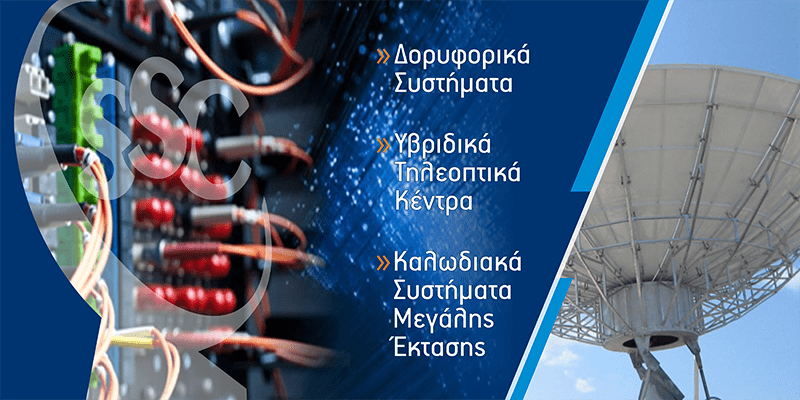 SSC
» Δορυφορικά
Συστήματα
» Υβριδικά
Τηλεοπτικά
Κέντρα
» Καλωδιακά
Συστήματα
Μεγάλης
Έκτασης